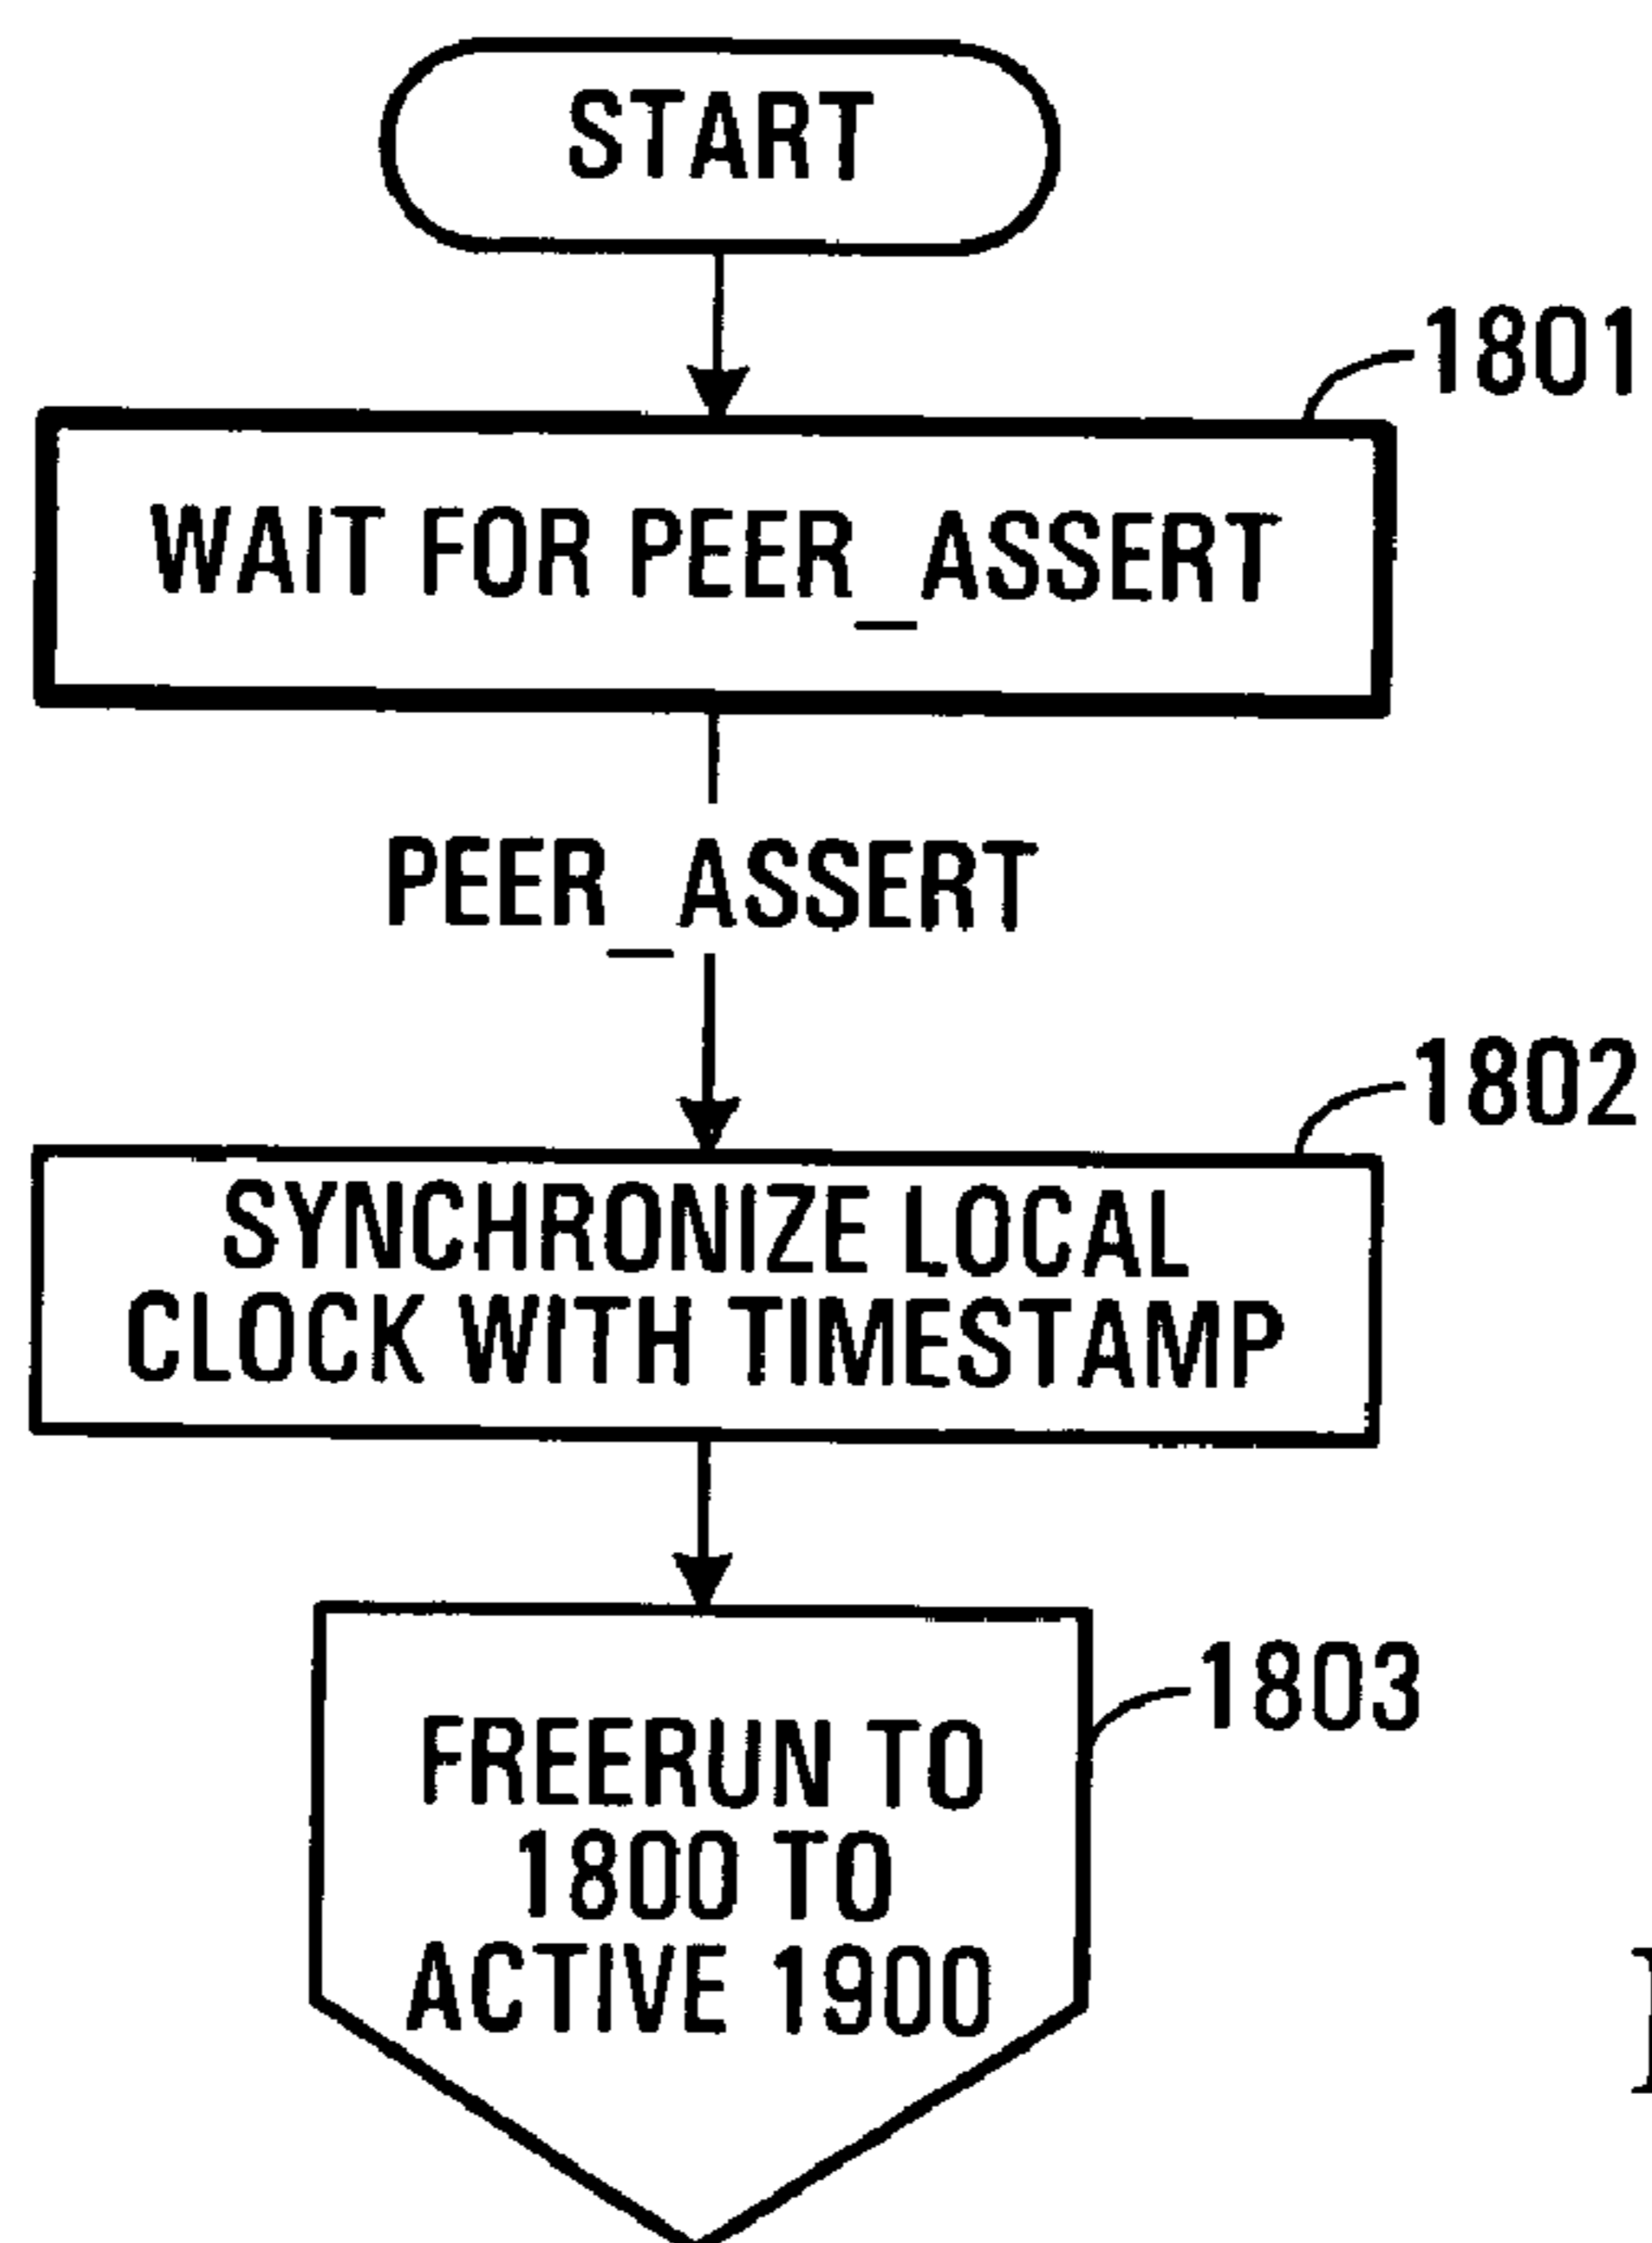 START
1801
WAIT FOR PEER_ASSERT
PEER_ASSERT
1802
SYNCHRONIZE LOCAL
CLOCK WITH TIMESTAMP
1803
FREERUN TO
1800 TO
ACTIVE 1900